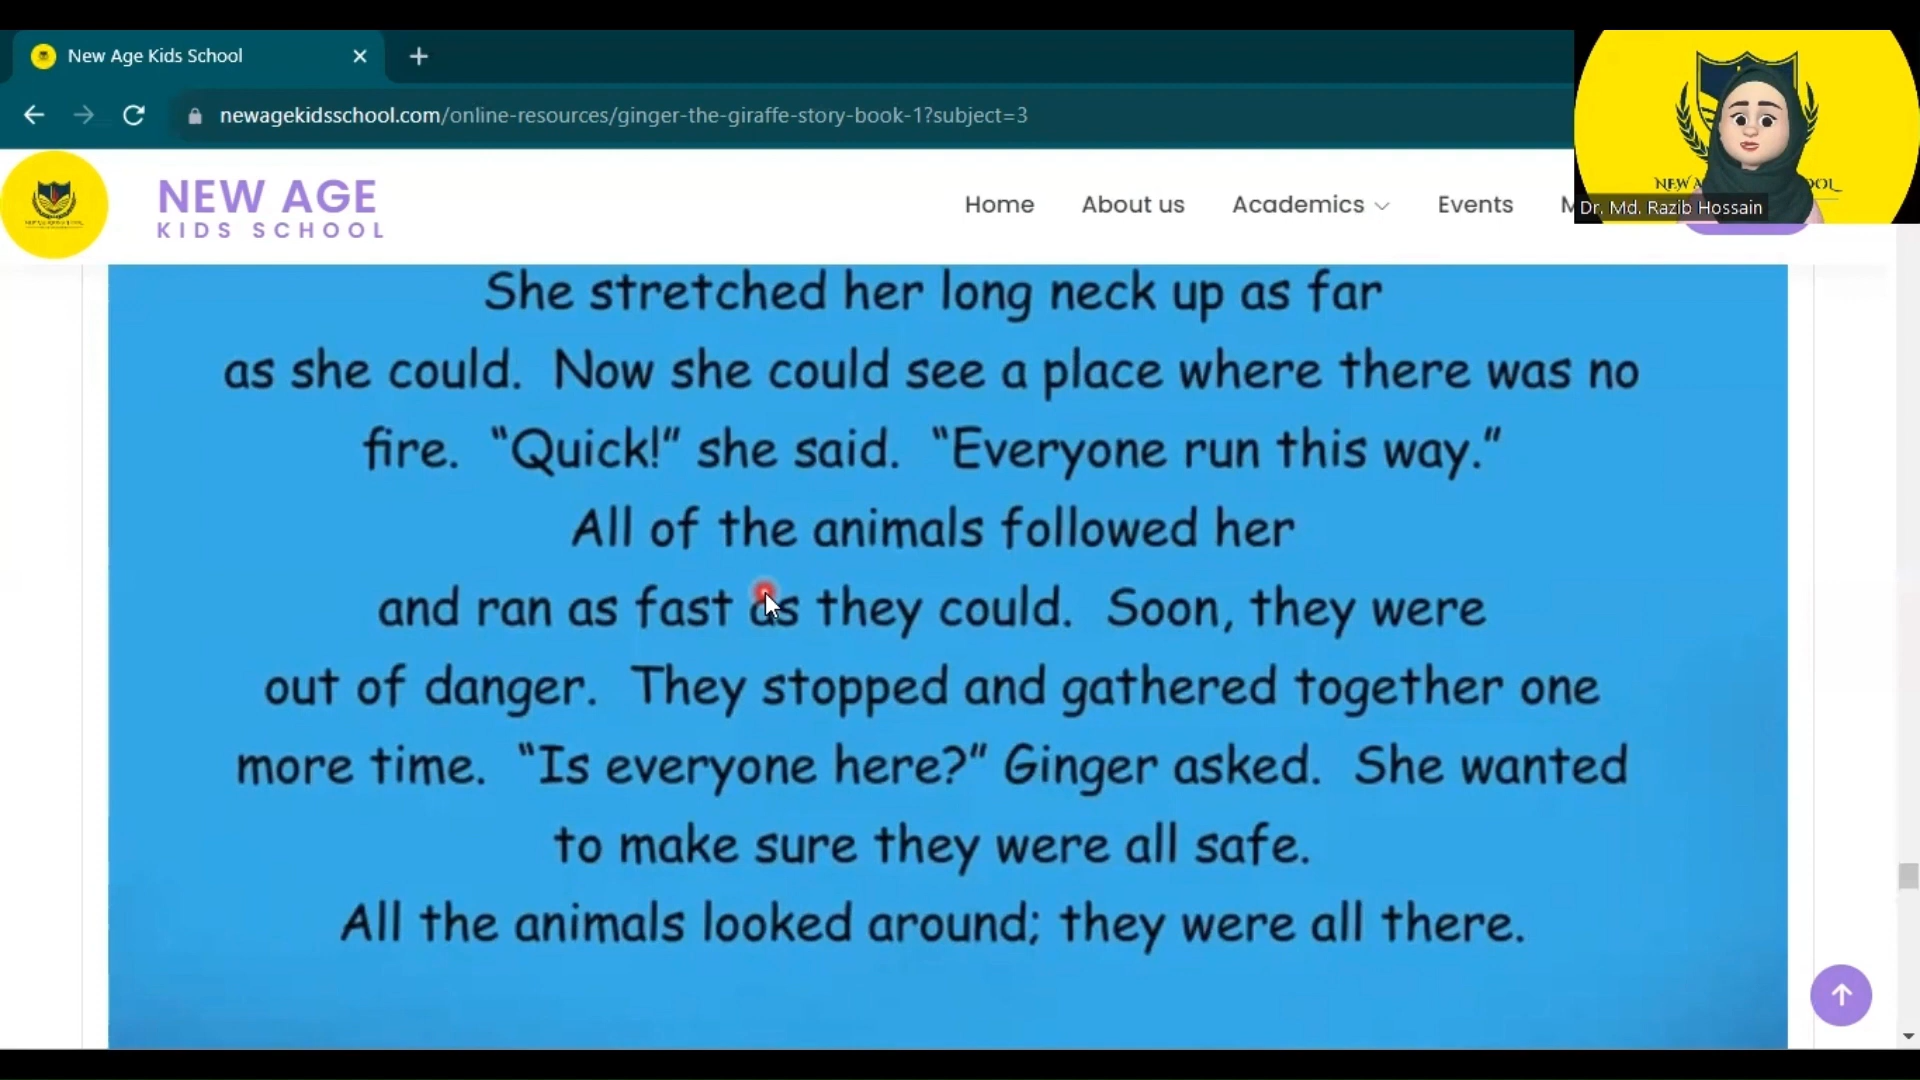 New Age Kids School
newagekidsschool.com/online-resources/ginger-the-giraffe-story-book-1?subject=3
NEW AGE
KIDS SCHOOL
Home About us Academics Events
Dr. Md. Razib Hossain
She stretched her long neck up as far
as she could. Now she could see a place where there was no
fire. “Quick!” she said. “Everyone run this way.”
All of the animals followed her
and ran as fast as they could. Soon, they were
out of danger. They stopped and gathered together one
more time. “Is everyone here?” Ginger asked. She wanted
to make sure they were all safe.
All the animals looked around; they were all there.